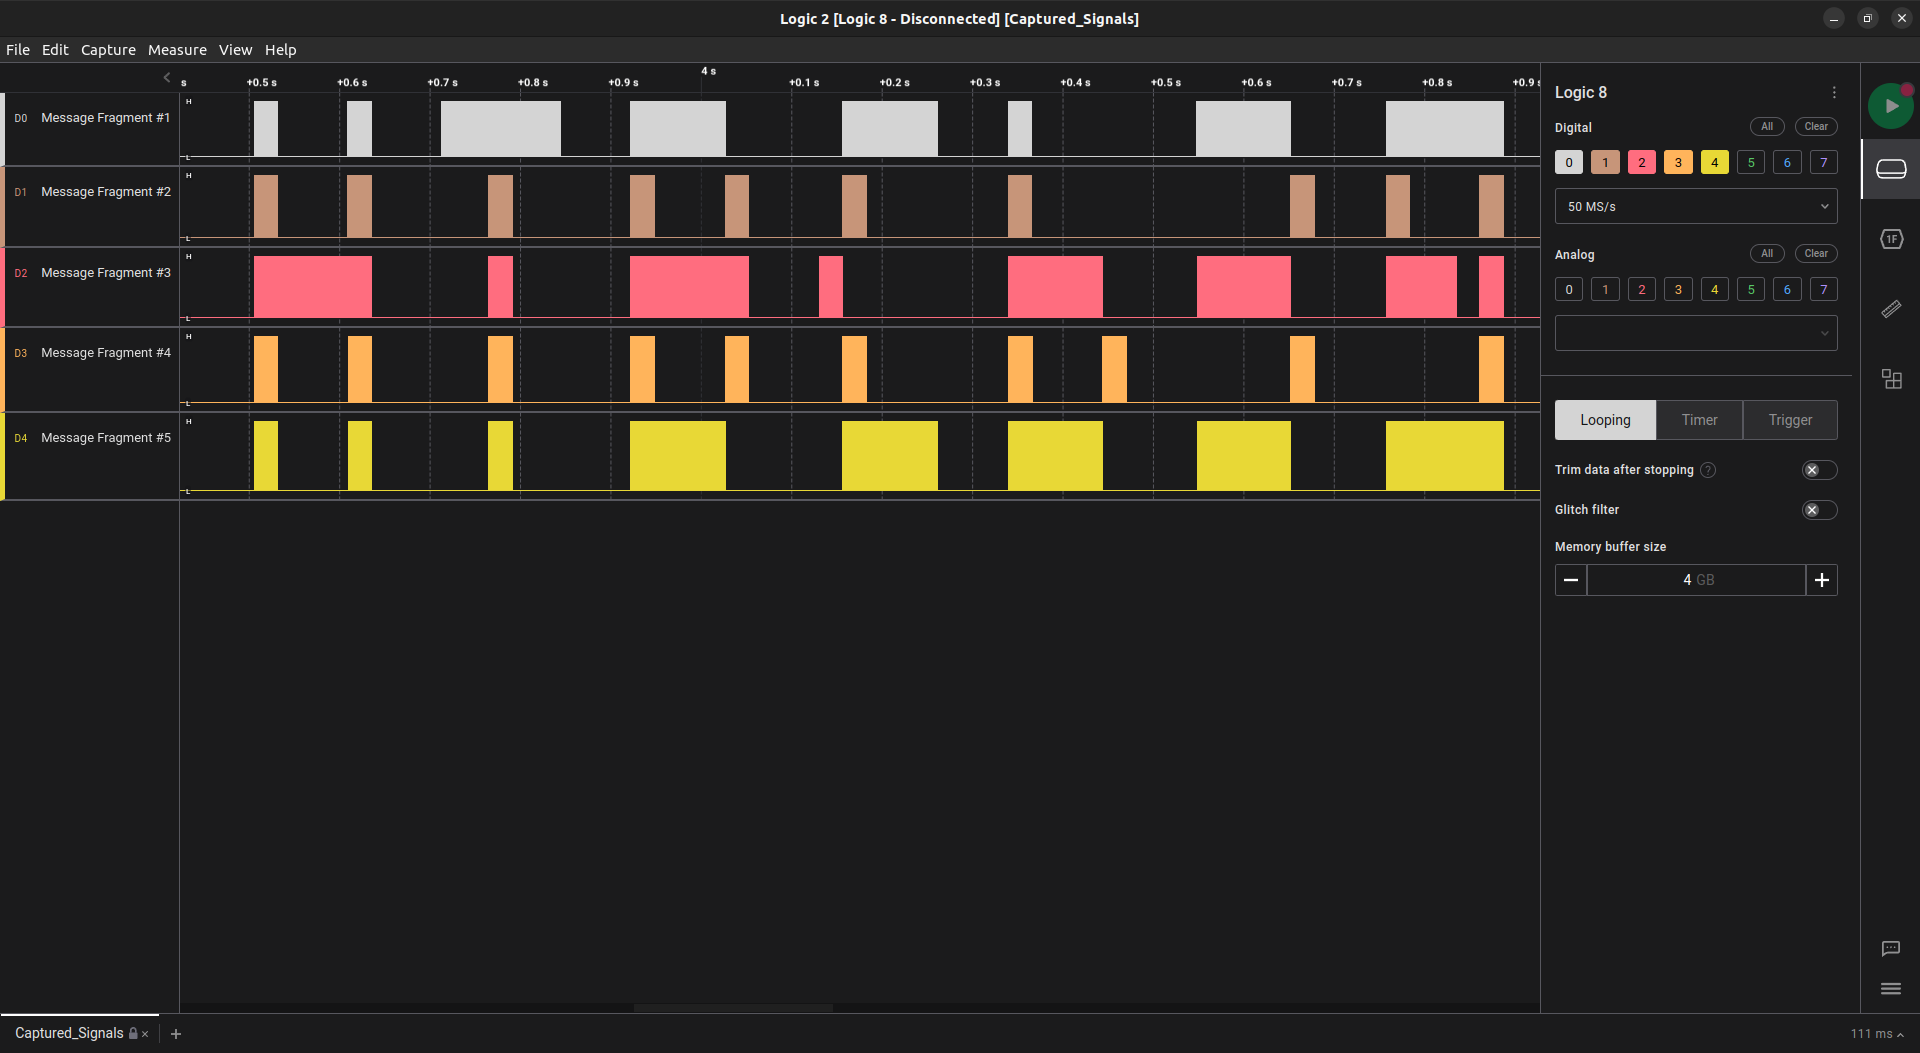 Logic 2 [Logic 8 - Disconnected] [Captured_Signals]
File Edit Capture Measure View Help
4 s
s +0.5 s +0.6 s +0.7 s +0.8 s +0.9 s +0.1 s +0.2 s +0.3 s +0.4 s +0.5 s +0.6 s +0.7 s +0.8 s +0.9 s
D0 Message Fragment #1
H
L
D1 Message Fragment #2
H
L
D2 Message Fragment #3
H
L
D3 Message Fragment #4
H
L
D4 Message Fragment #5
H
L
Logic 8
Digital All Clear
0 1 2 3 4 5 6 7
50 MS/s
Analog All Clear
0 1 2 3 4 5 6 7
Looping Timer Trigger
Trim data after stopping ?
Glitch filter
Memory buffer size
4 GB
1F
Captured_Signals
111 ms